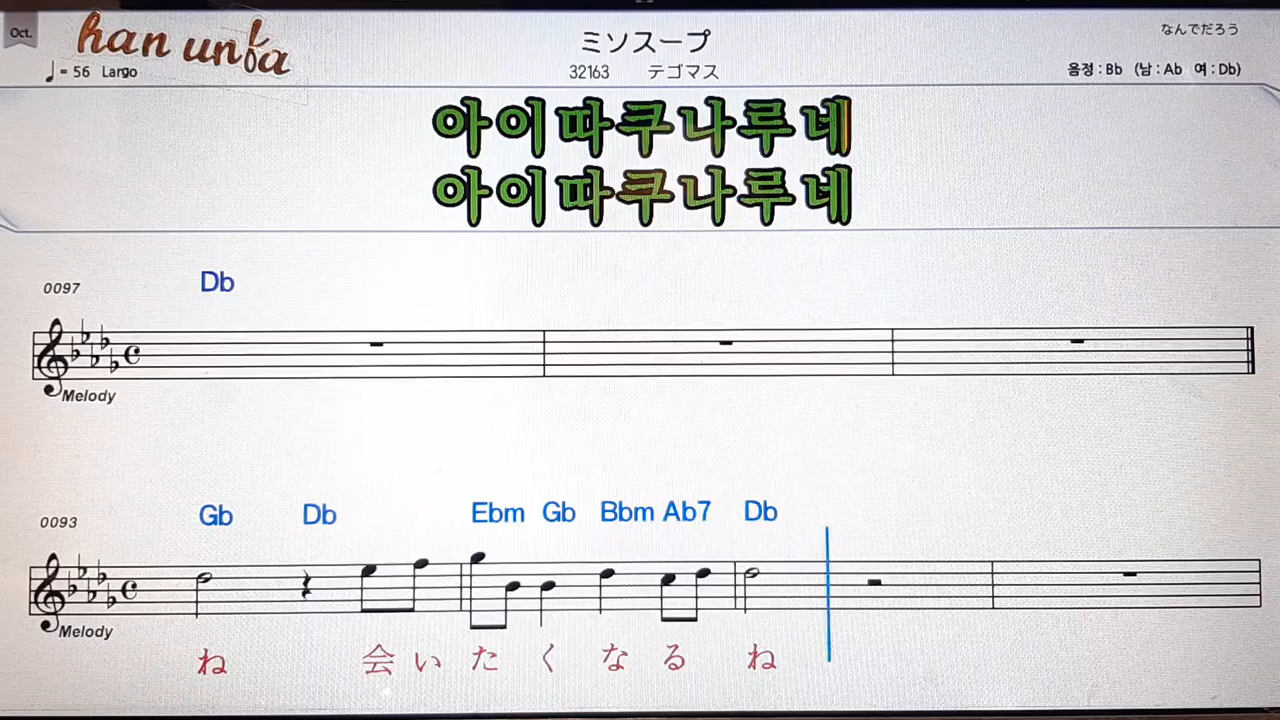 Oct.
han unfa
ミソスープ
なんでだろう
♩= 56 Largo
32163 テゴマス
음정 : Bb (남 : Ab 여 : Db)
아이따쿠나루네
아이따쿠나루네
0097
Db
Melody
0093
Gb Db Ebm Gb Bbm Ab7 Db
Melody
ね 会いたくなるね